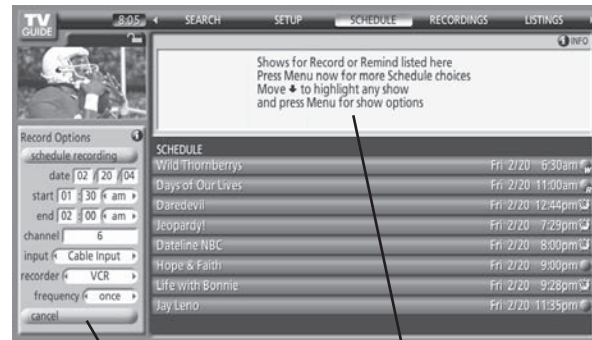 TV
GUIDE
8:05
SEARCH SETUP SCHEDULE RECORDINGS LISTINGS
INFO
Shows for Record or Remind listed here
Press Menu now for more Schedule choices
Move to highlight any show
and press Menu for show options
Record Options
schedule recording
date 02 / 20 / 04
start 01 : 30 am
end 02 : 00 am
channel 6
input Cable Input
recorder VCR
frequency once
cancel
SCHEDULE
Wild Thornberrys Fri 2/20 6:30am W
Days of Our Lives Fri 2/20 11:00am R
Daredevil Fri 2/20 12:44pm
Jeopardy! Fri 2/20 7:29pm
Dateline NBC Fri 2/20 8:00pm
Hope & Faith Fri 2/20 9:00pm
Life with Bonnie Fri 2/20 9:28pm
Jay Leno Fri 2/20 11:35pm